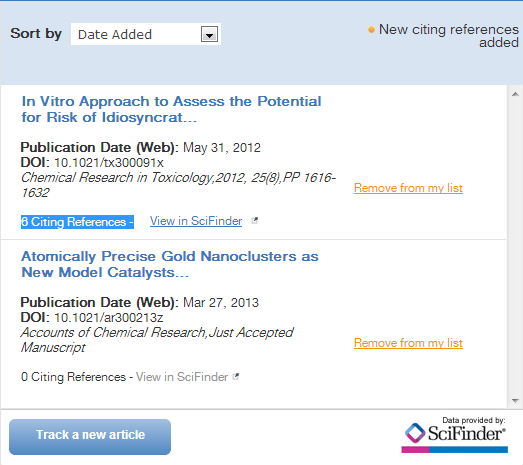 Sort by Date Added
New citing references
added
In Vitro Approach to Assess the Potential
for Risk of Idiosyncrat...
Publication Date (Web): May 31, 2012
DOI: 10.1021/tx300091x
Chemical Research in Toxicology,2012, 25(8),PP 1616-
1632
Remove from my list
6 Citing References - View in SciFinder
Atomically Precise Gold Nanoclusters as
New Model Catalysts...
Publication Date (Web): Mar 27, 2013
DOI: 10.1021/ar300213z
Accounts of Chemical Research,Just Accepted
Manuscript
Remove from my list
0 Citing References - View in SciFinder
Track a new article
Data provided by:
SciFinder®